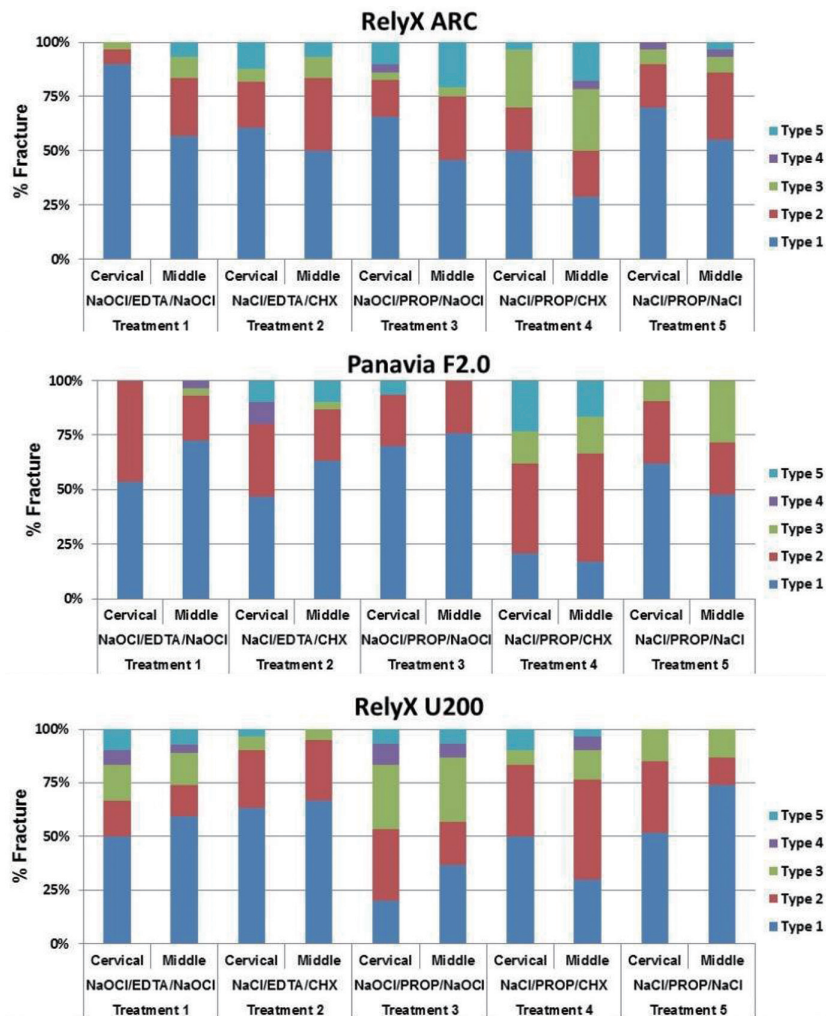 RelyX ARC
% Fracture
100%
75%
50%
25%
0%
Cervical Middle Cervical Middle Cervical Middle Cervical Middle Cervical Middle
NaOCl/EDTA/NaOCl NaCl/EDTA/CHX NaOCl/PROP/NaOCl NaCl/PROP/CHX NaCl/PROP/NaCl
Treatment 1 Treatment 2 Treatment 3 Treatment 4 Treatment 5
Type 5
Type 4
Type 3
Type 2
Type 1
Panavia F2.0
% Fracture
100%
75%
50%
25%
0%
Cervical Middle Cervical Middle Cervical Middle Cervical Middle Cervical Middle
NaOCl/EDTA/NaOCl NaCl/EDTA/CHX NaOCl/PROP/NaOCl NaCl/PROP/CHX NaCl/PROP/NaCl
Treatment 1 Treatment 2 Treatment 3 Treatment 4 Treatment 5
Type 5
Type 4
Type 3
Type 2
Type 1
RelyX U200
% Fracture
100%
75%
50%
25%
0%
Cervical Middle Cervical Middle Cervical Middle Cervical Middle Cervical Middle
NaOCl/EDTA/NaOCl NaCl/EDTA/CHX NaOCl/PROP/NaOCl NaCl/PROP/CHX NaCl/PROP/NaCl
Treatment 1 Treatment 2 Treatment 3 Treatment 4 Treatment 5
Type 5
Type 4
Type 3
Type 2
Type 1